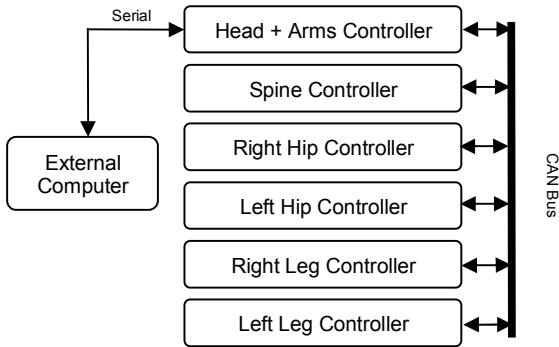 Serial
Head + Arms Controller
Spine Controller
Right Hip Controller
External
Computer
Left Hip Controller
Right Leg Controller
Left Leg Controller
CAN Bus